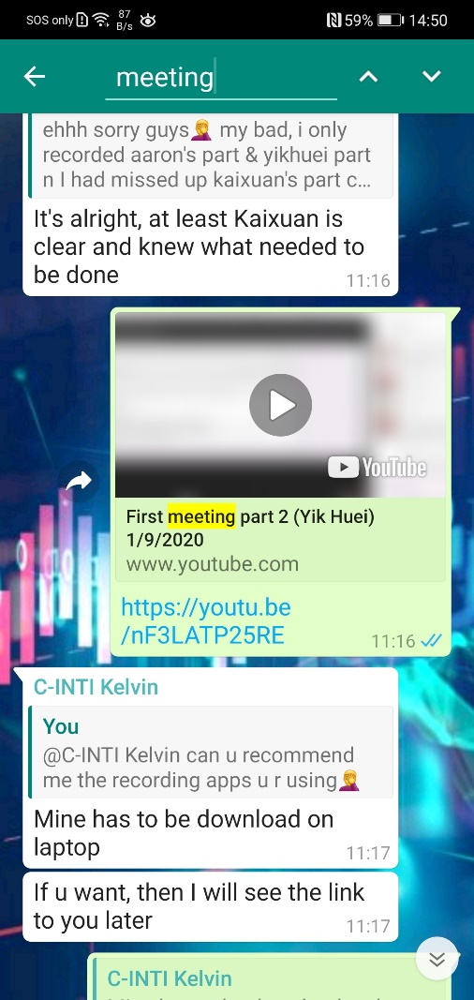 SOS only 87 B/s 59% 14:50
meeting
ehhh sorry guys🤦‍♀️ my bad, i only
recorded aaron's part & yikhuei part
n I had missed up kaixuan's part c...
It's alright, at least Kaixuan is
clear and knew what needed to
be done
11:16
YouTube
First meeting part 2 (Yik Huei)
1/9/2020
www.youtube.com
https://youtu.be
/nF3LATP25RE
11:16
C-INTI Kelvin
You
@C-INTI Kelvin can u recommend
me the recording apps u r using🤦‍♀️
Mine has to be download on
laptop
11:17
If u want, then I will see the link
to you later
11:17
C-INTI Kelvin